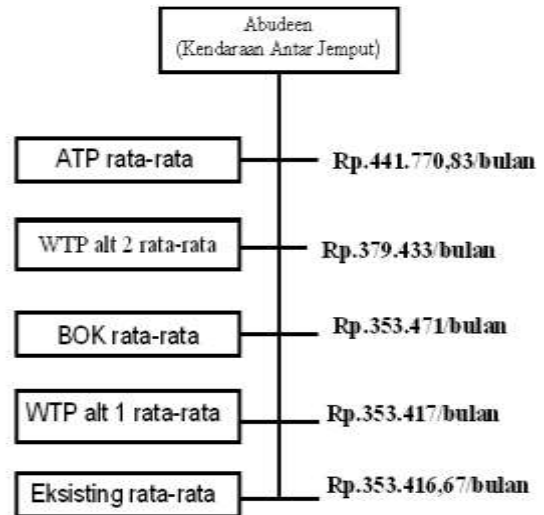 Abudeen
(Kendaraan Antar Jemput)
ATP rata-rata
Rp.441.770,83/bulan
WTP alt 2 rata-rata
Rp.379.433/bulan
BOK rata-rata
Rp.353.471/bulan
WTP alt 1 rata-rata
Rp.353.417/bulan
Eksisting rata-rata
Rp.353.416,67/bulan